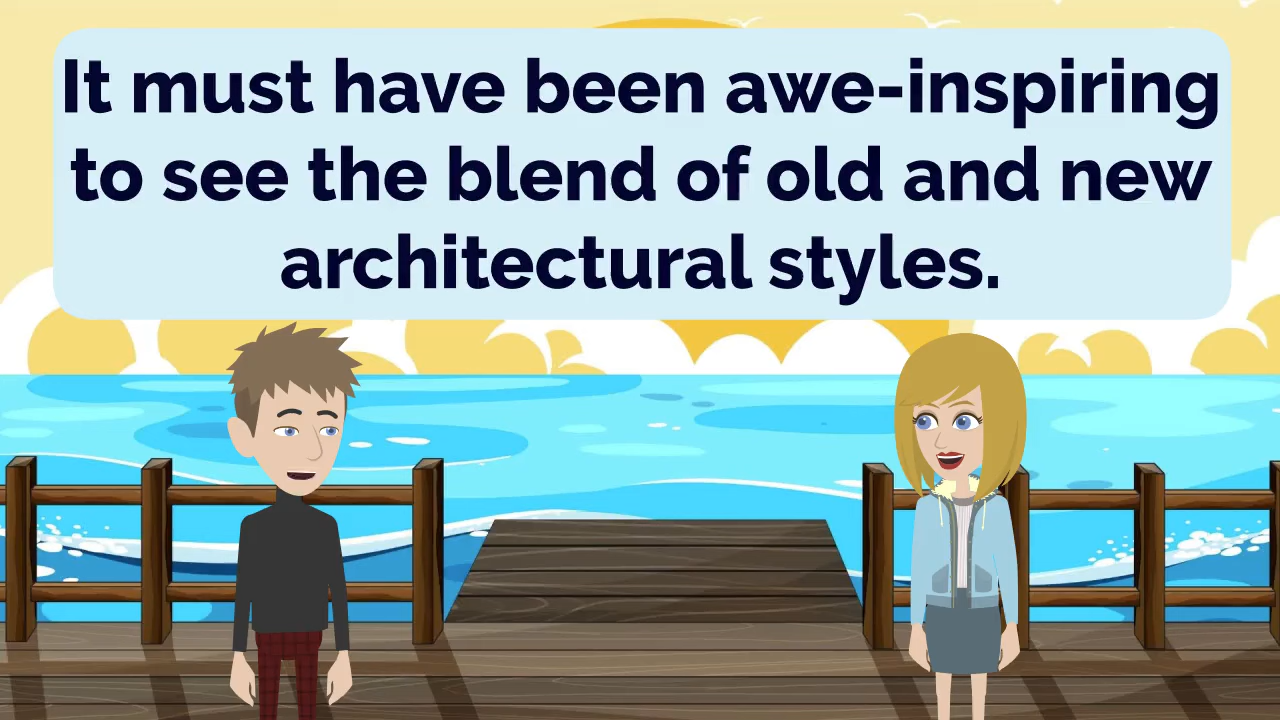 It must have been awe-inspiring
to see the blend of old and new
architectural styles.